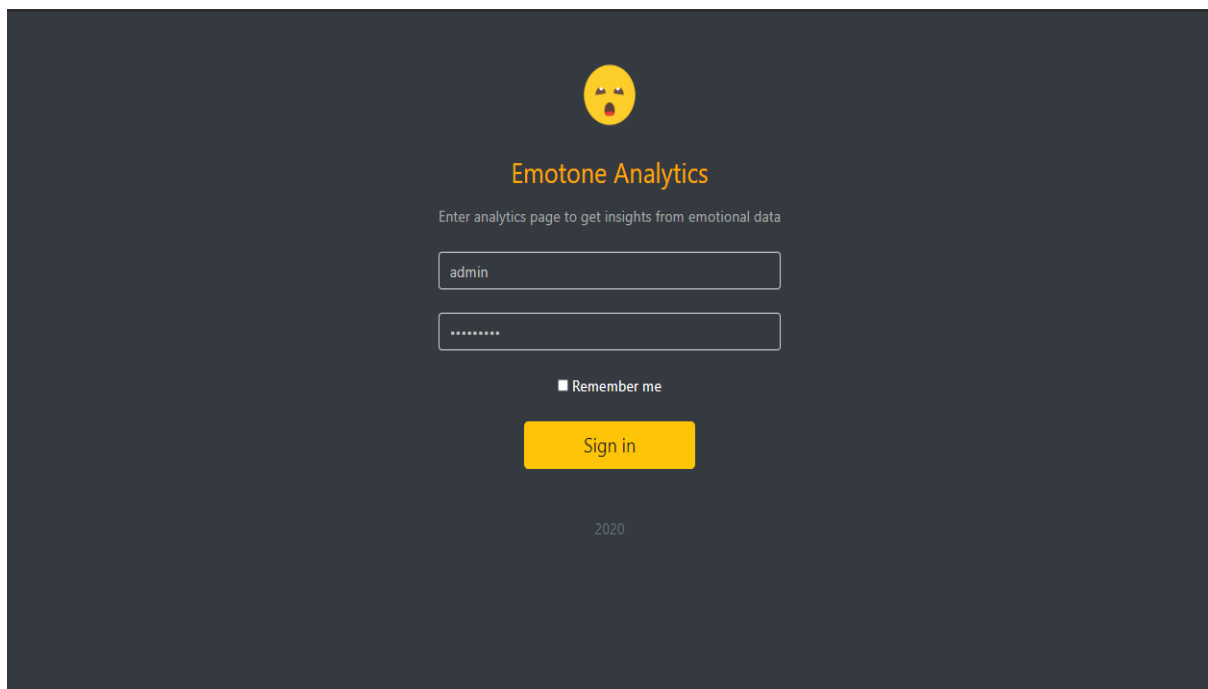 Emotone Analytics
Enter analytics page to get insights from emotional data
admin
•••••••••
Remember me
Sign in
2020